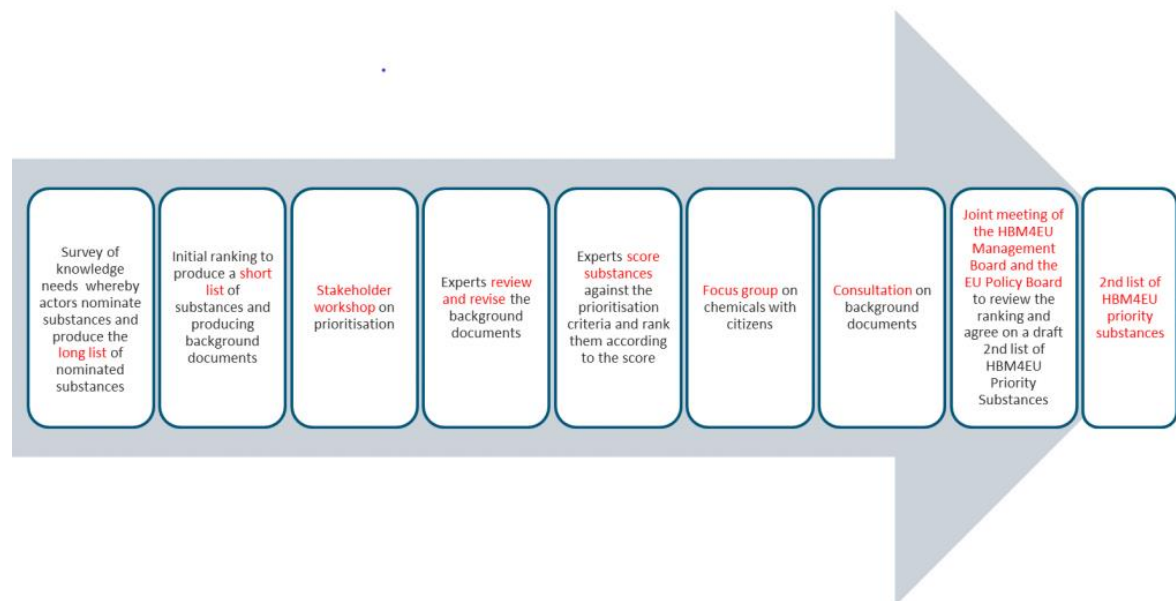 Survey of
knowledge
needs whereby
actors nominate
substances and
produce the
long list of
nominated
substances
Initial ranking to
produce a short
list of
substances and
producing
background
documents
Stakeholder
workshop on
prioritisation
Experts review
and revise the
background
documents
Experts score
substances
against the
prioritisation
criteria and rank
them according
to the score
Focus group on
chemicals with
citizens
Consultation on
background
documents
Joint meeting of
the HBM4EU
Management
Board and the
EU Policy Board
to review the
ranking and
agree on a draft
2nd list of
HBM4EU
Priority
Substances
2nd list of
HBM4EU
priority
substances